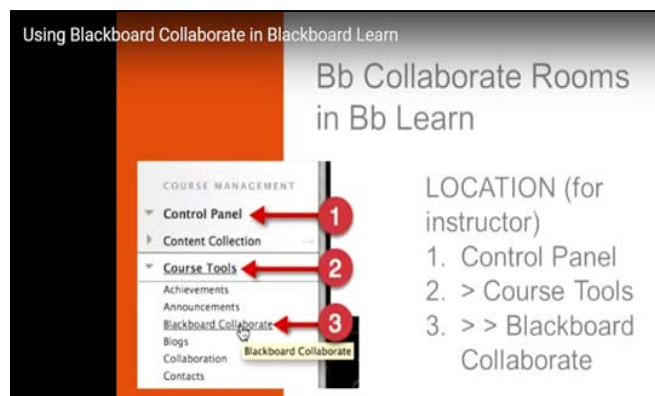 Using Blackboard Collaborate in Blackboard Learn
Bb Collaborate Rooms
in Bb Learn
COURSE MANAGEMENT
Control Panel
1
Content Collection
Course Tools
2
Achievements
Announcements
Blackboard Collaborate
3
Blogs
Blackboard Collaborate
Collaboration
Contacts
LOCATION (for
instructor)
1. Control Panel
2. > Course Tools
3. > > Blackboard
Collaborate